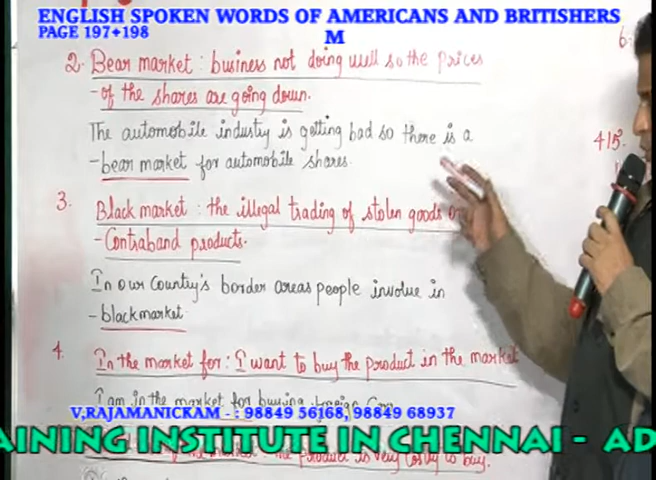 ENGLISH SPOKEN WORDS OF AMERICANS AND BRITISHERS
PAGE 197+198
M
6
2. Bear market : business not doing well so the prices
- of the shares are going down.
The automobile industry is getting bad so there is a
- bear market for automobile shares.
415
3. Black market : the illegal trading of stolen goods or
- Contraband products.
In our Country's border areas people involve in
- blackmarket
4. In the market for : I want to buy the product in the market
I am in the market for buying foreign Car
V,RAJAMANICKAM - : 98849 56168, 98849 68937
AINING INSTITUTE IN CHENNAI - AD
the product is very Costly to buy.